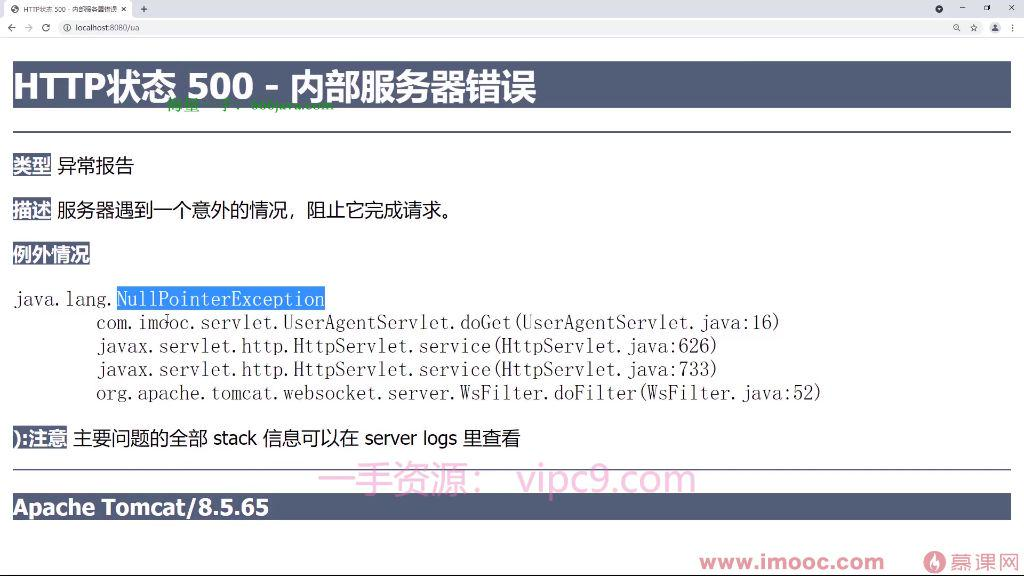 HTTP状态 500 - 内部服务器错误
localhost:8080/ua
HTTP状态 500 - 内部服务器错误
类型 异常报告
描述 服务器遇到一个意外的情况，阻止它完成请求。
例外情况
java.lang.NullPointerException
com.imooc.servlet.UserAgentServlet.doGet(UserAgentServlet.java:16)
javax.servlet.http.HttpServlet.service(HttpServlet.java:626)
javax.servlet.http.HttpServlet.service(HttpServlet.java:733)
org.apache.tomcat.websocket.server.WsFilter.doFilter(WsFilter.java:52)
):注意 主要问题的全部 stack 信息可以在 server logs 里查看
一手资源： vipc9.com
Apache Tomcat/8.5.65
www.imooc.com 慕课网